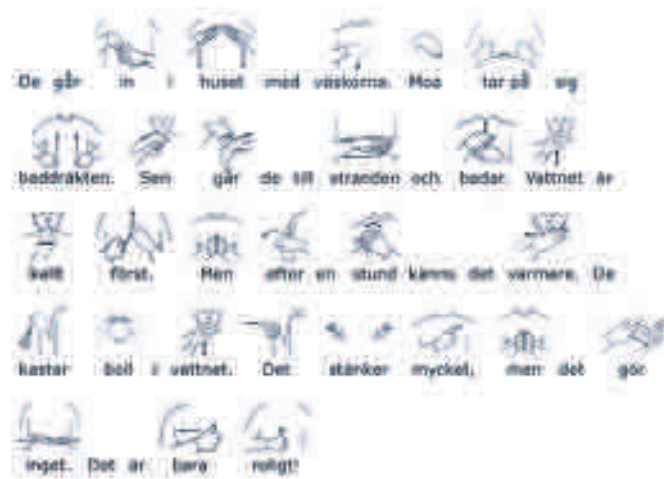 De går in i huset med väskorna. Moa tar på sig
baddräkten. Sen går de till stranden och badar. Vattnet är
kallt först. Men efter en stund känns det varmare. De
kastar boll i vattnet. Det stänker mycket, men det gör
inget. Det är bara roligt!